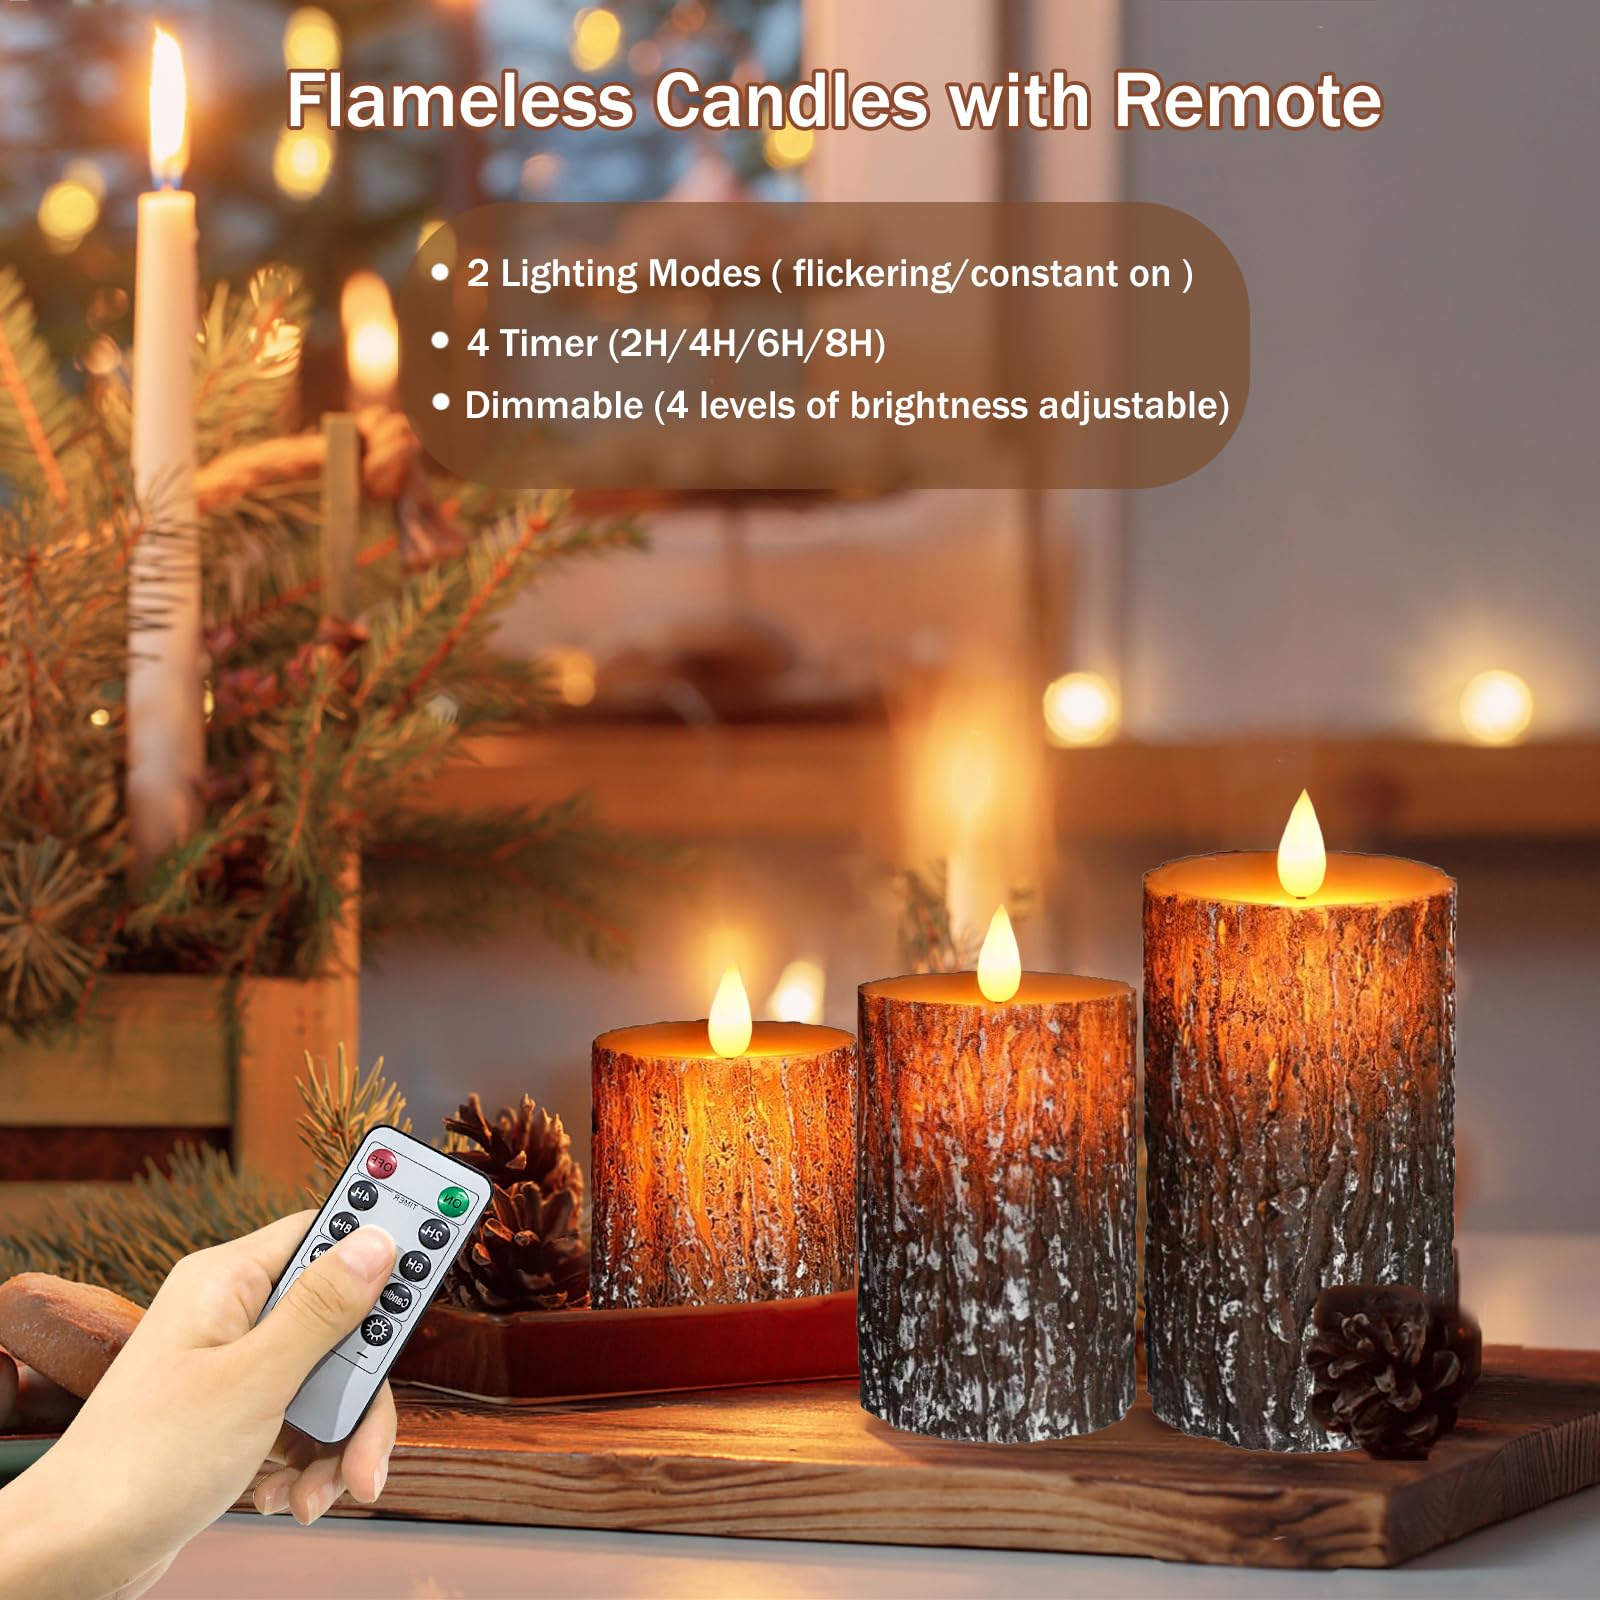 Flameless Candles with Remote
• 2 Lighting Modes ( flickering/constant on )
• 4 Timer (2H/4H/6H/8H)
• Dimmable (4 levels of brightness adjustable)
OFF
ON
TIMER
4H
2H
8H
6H
Candle